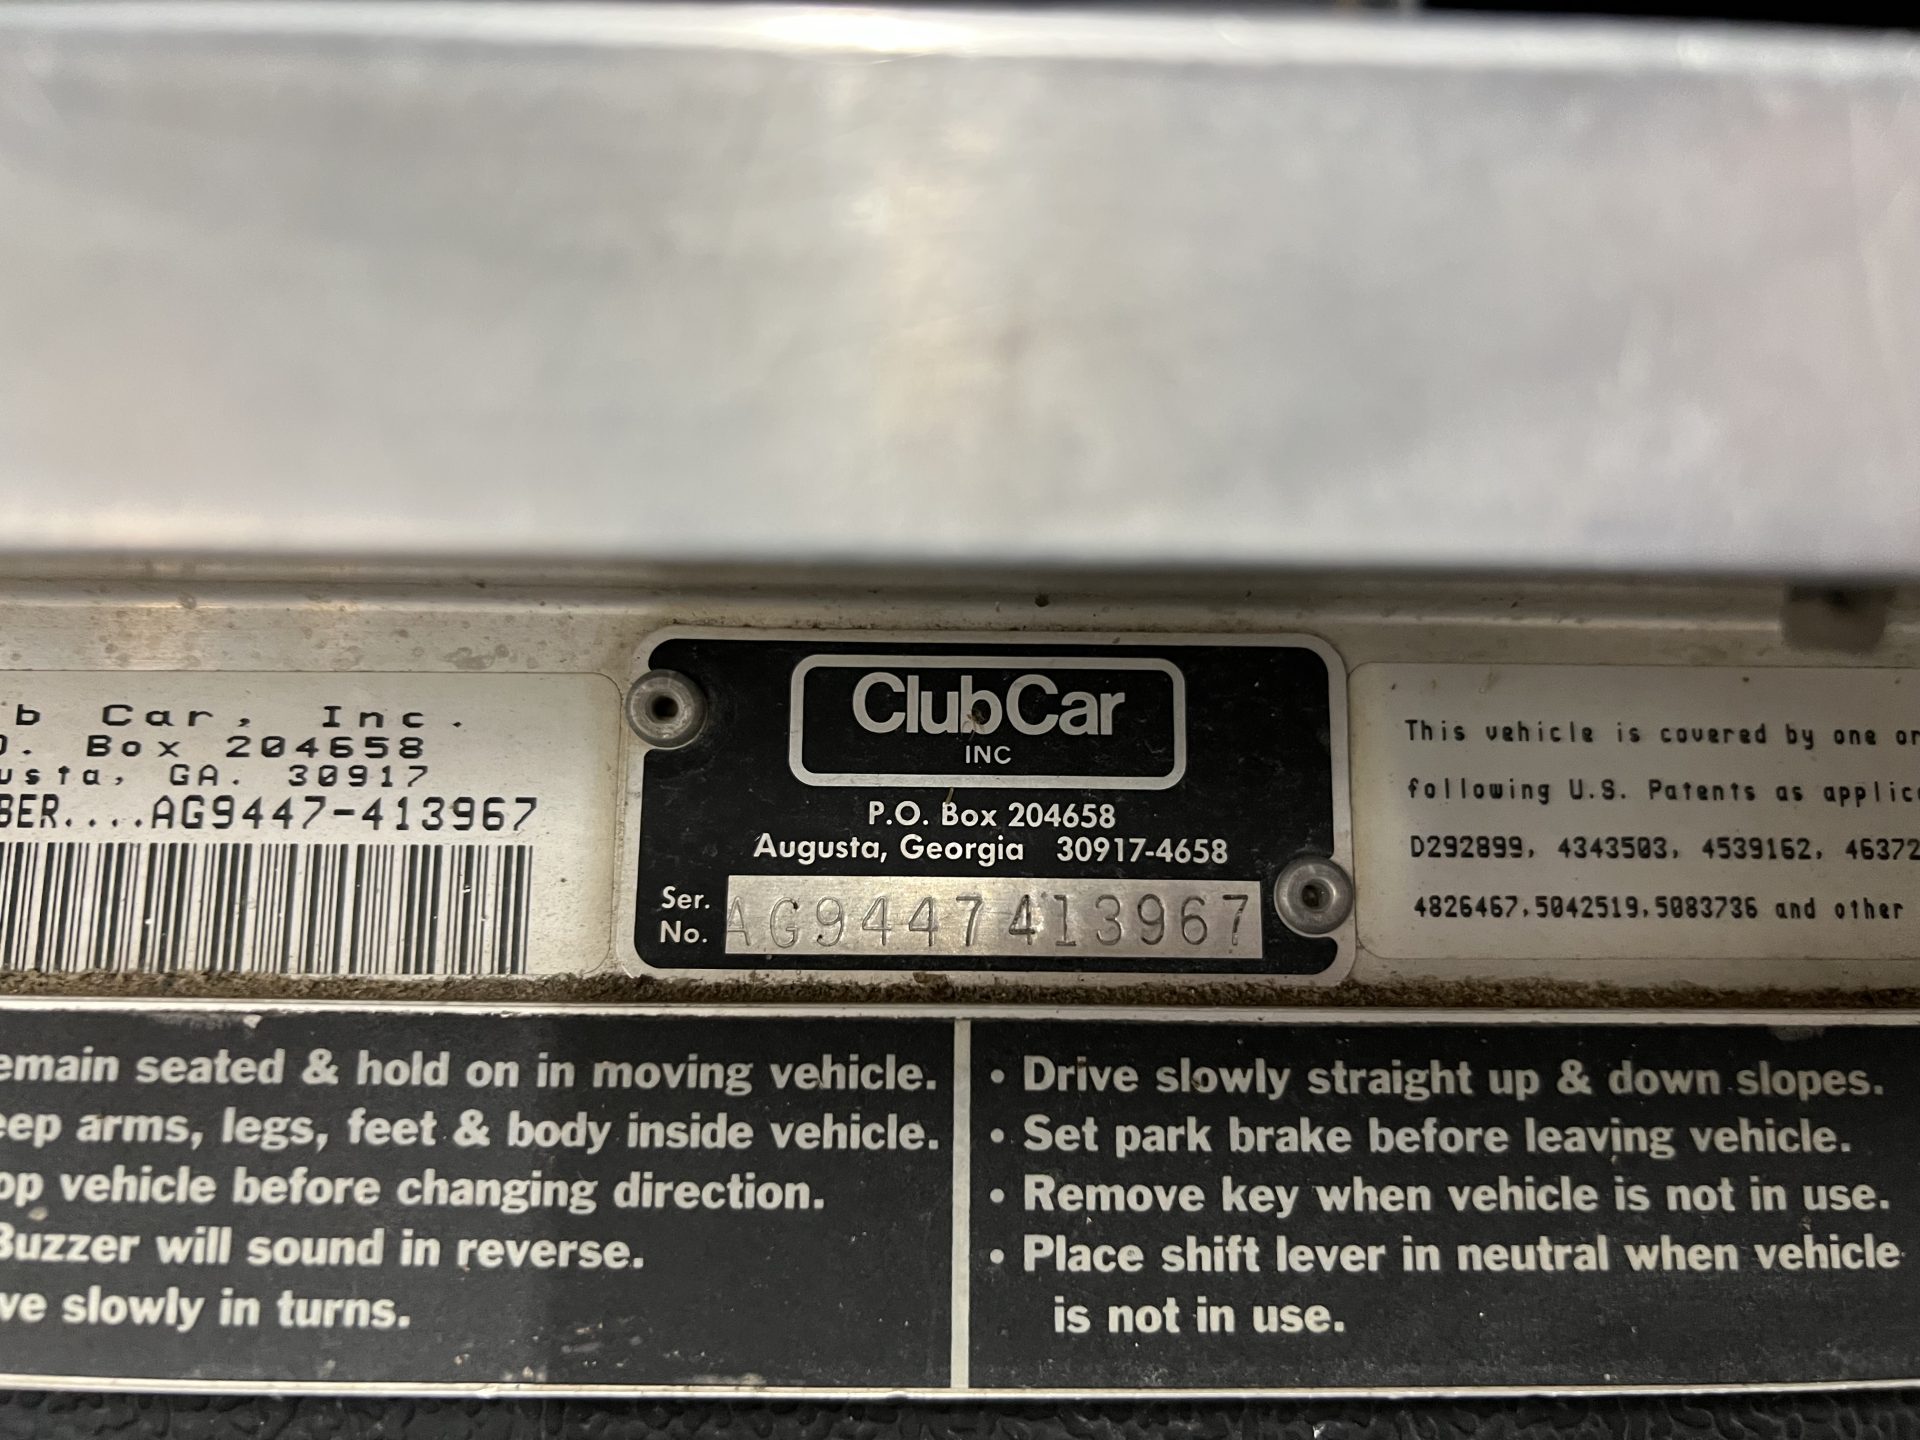 b Car, Inc.
Box 204658
GA. 30917
AG9447-413967
ClubCar
INC
P.O. Box 204658
Augusta, Georgia 30917-4658
Ser.
No.
AG9447413967
This vehicle is covered by one or
following U.S. Patents as applic
D292899, 4343503, 4539162, 46372
4826467,5042519,5083736 and other
emain seated & hold on in moving vehicle.
eep arms, legs, feet & body inside vehicle.
op vehicle before changing direction.
Buzzer will sound in reverse.
ve slowly in turns.
• Drive slowly straight up & down slopes.
• Set park brake before leaving vehicle.
• Remove key when vehicle is not in use.
• Place shift lever in neutral when vehicle
is not in use.